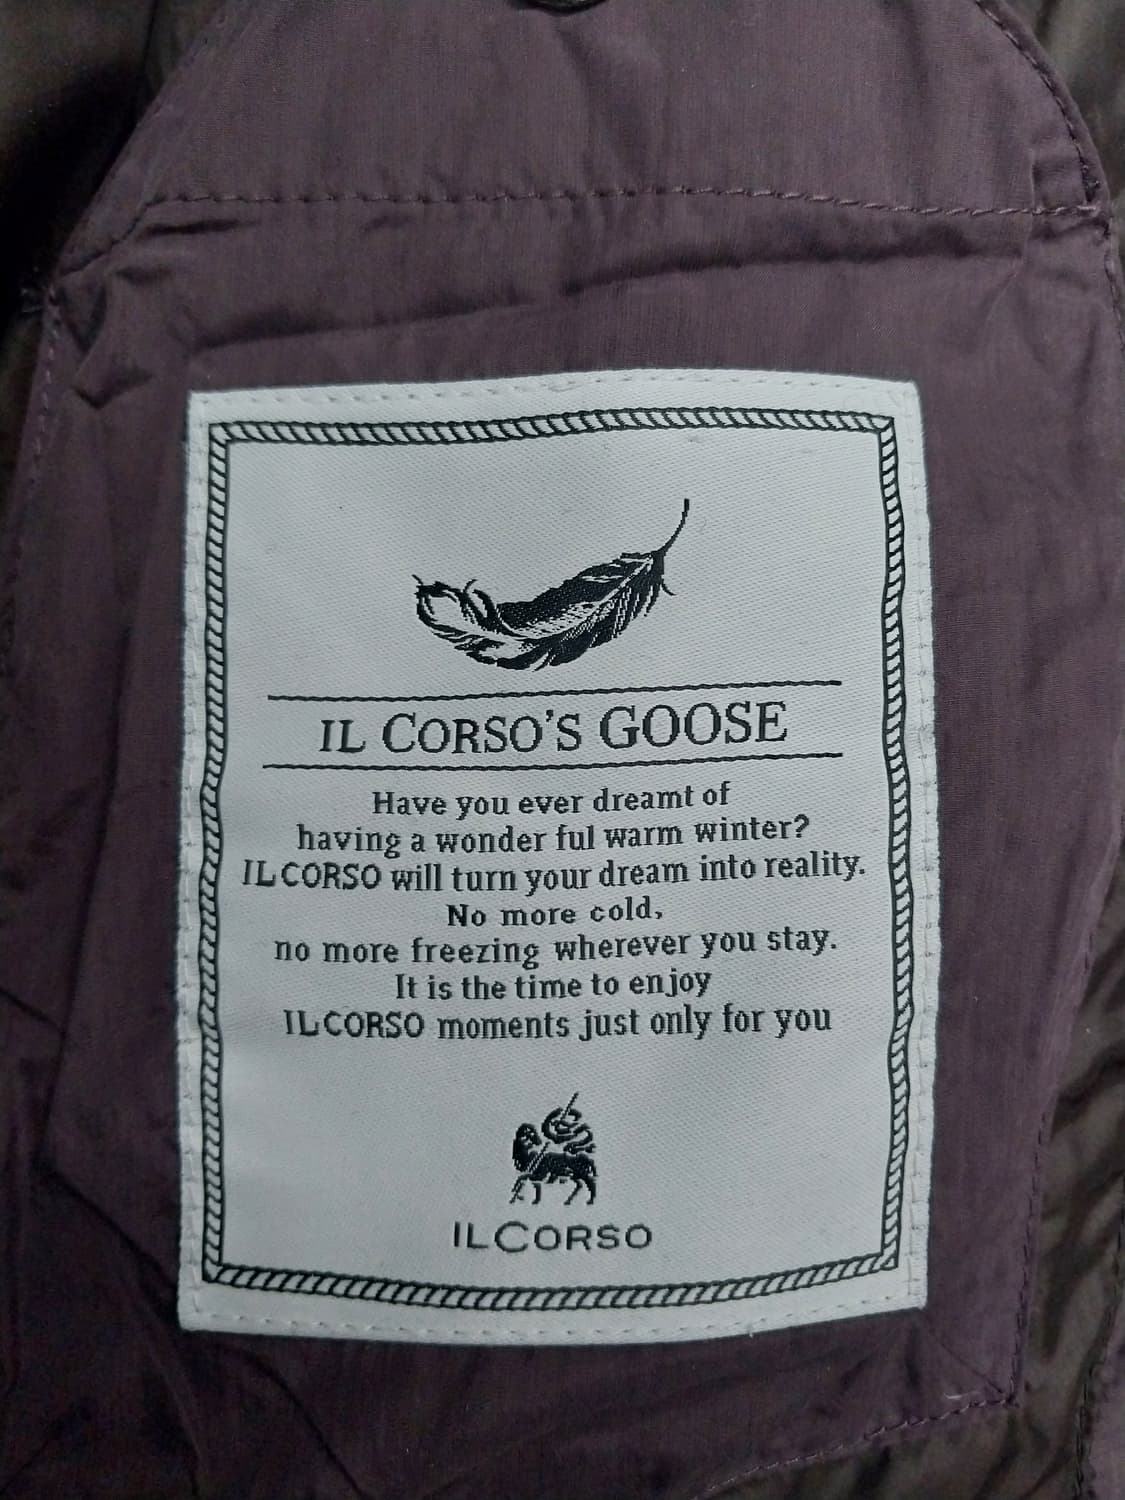 IL CORSO'S GOOSE
Have you ever dreamt of
having a wonder ful warm winter?
IL CORSO will turn your dream into reality.
No more cold,
no more freezing wherever you stay.
It is the time to enjoy
ILCORSO moments just only for you
ILCORSO